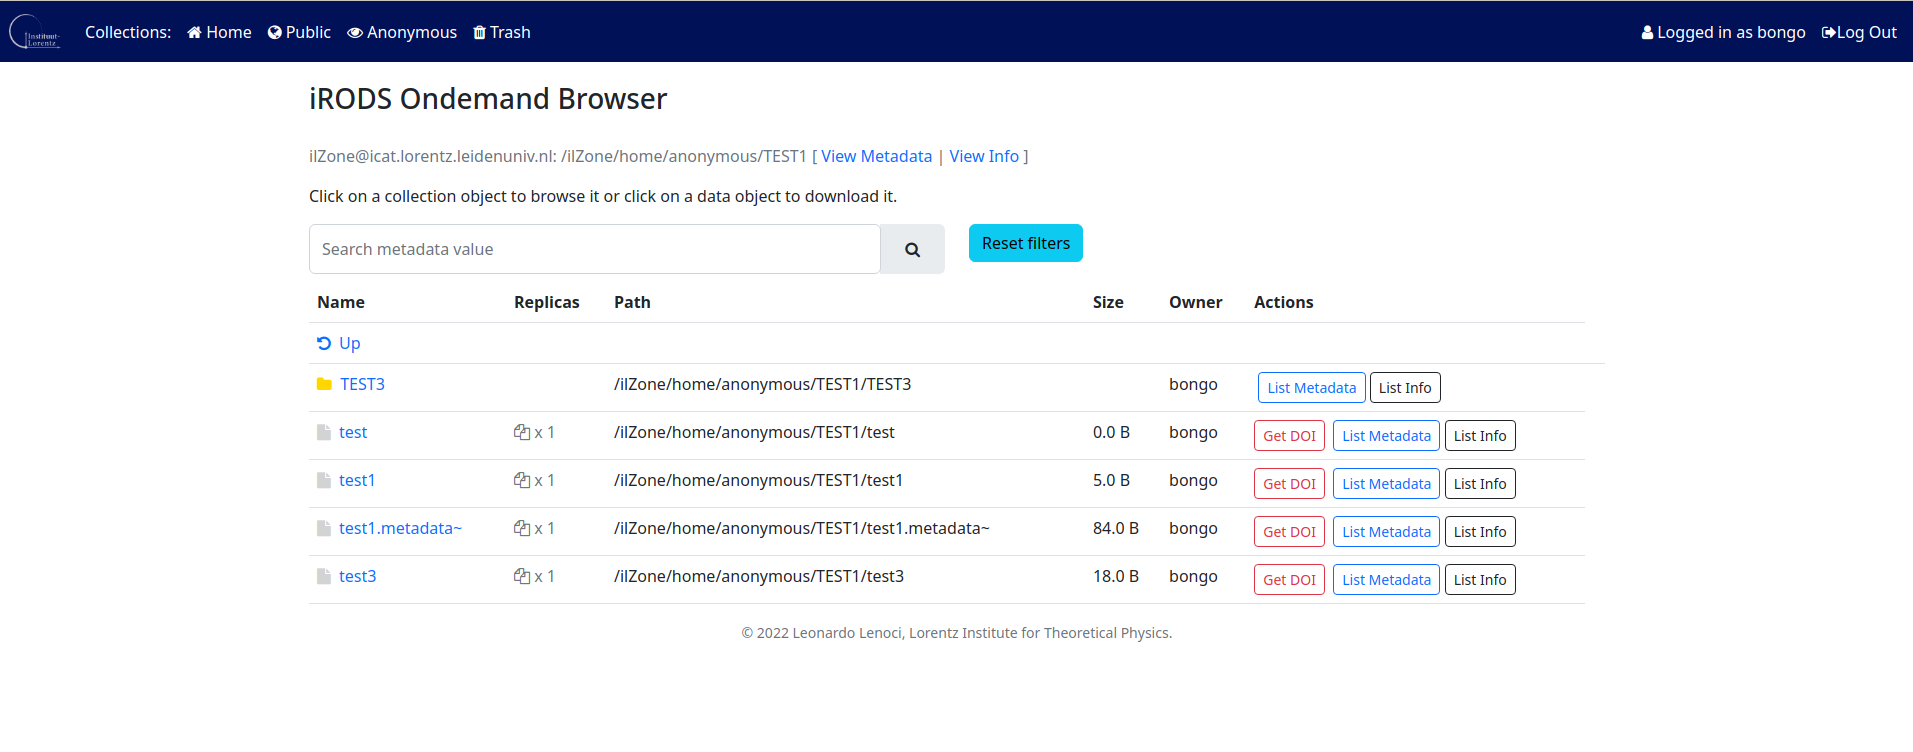 Instituut-
Lorentz
Collections: Home Public Anonymous Trash Logged in as bongo Log Out
iRODS Ondemand Browser
ilZone@icat.lorentz.leidenuniv.nl: /ilZone/home/anonymous/TEST1 [ View Metadata | View Info ]
Click on a collection object to browse it or click on a data object to download it.
Search metadata value Reset filters
Name Replicas Path Size Owner Actions
Up
TEST3 /ilZone/home/anonymous/TEST1/TEST3 bongo List Metadata List Info
test x 1 /ilZone/home/anonymous/TEST1/test 0.0 B bongo Get DOI List Metadata List Info
test1 x 1 /ilZone/home/anonymous/TEST1/test1 5.0 B bongo Get DOI List Metadata List Info
test1.metadata~ x 1 /ilZone/home/anonymous/TEST1/test1.metadata~ 84.0 B bongo Get DOI List Metadata List Info
test3 x 1 /ilZone/home/anonymous/TEST1/test3 18.0 B bongo Get DOI List Metadata List Info
© 2022 Leonardo Lenoci, Lorentz Institute for Theoretical Physics.